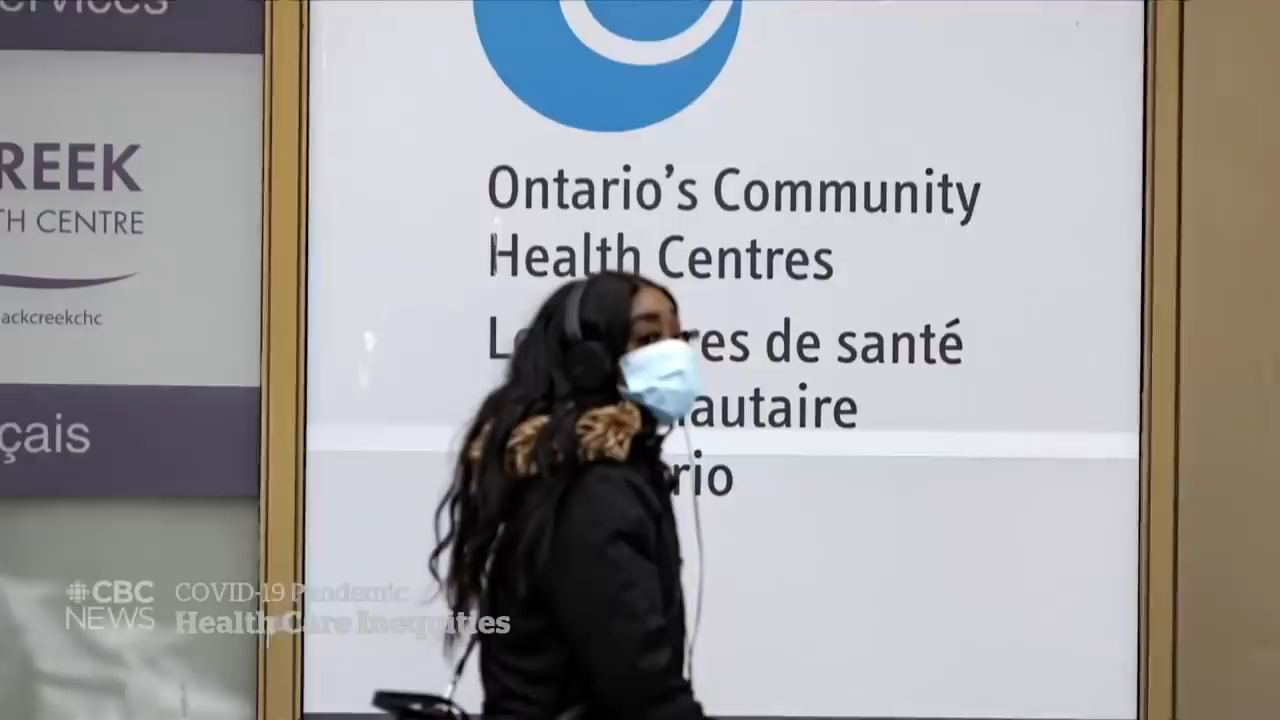 ervices
REEK
TH CENTRE
ackcreekchc
çais
Ontario's Community
Health Centres
res de santé
autaire
rio
CBC
NEWS
COVID-19 Pandemic
Health Care Inequities